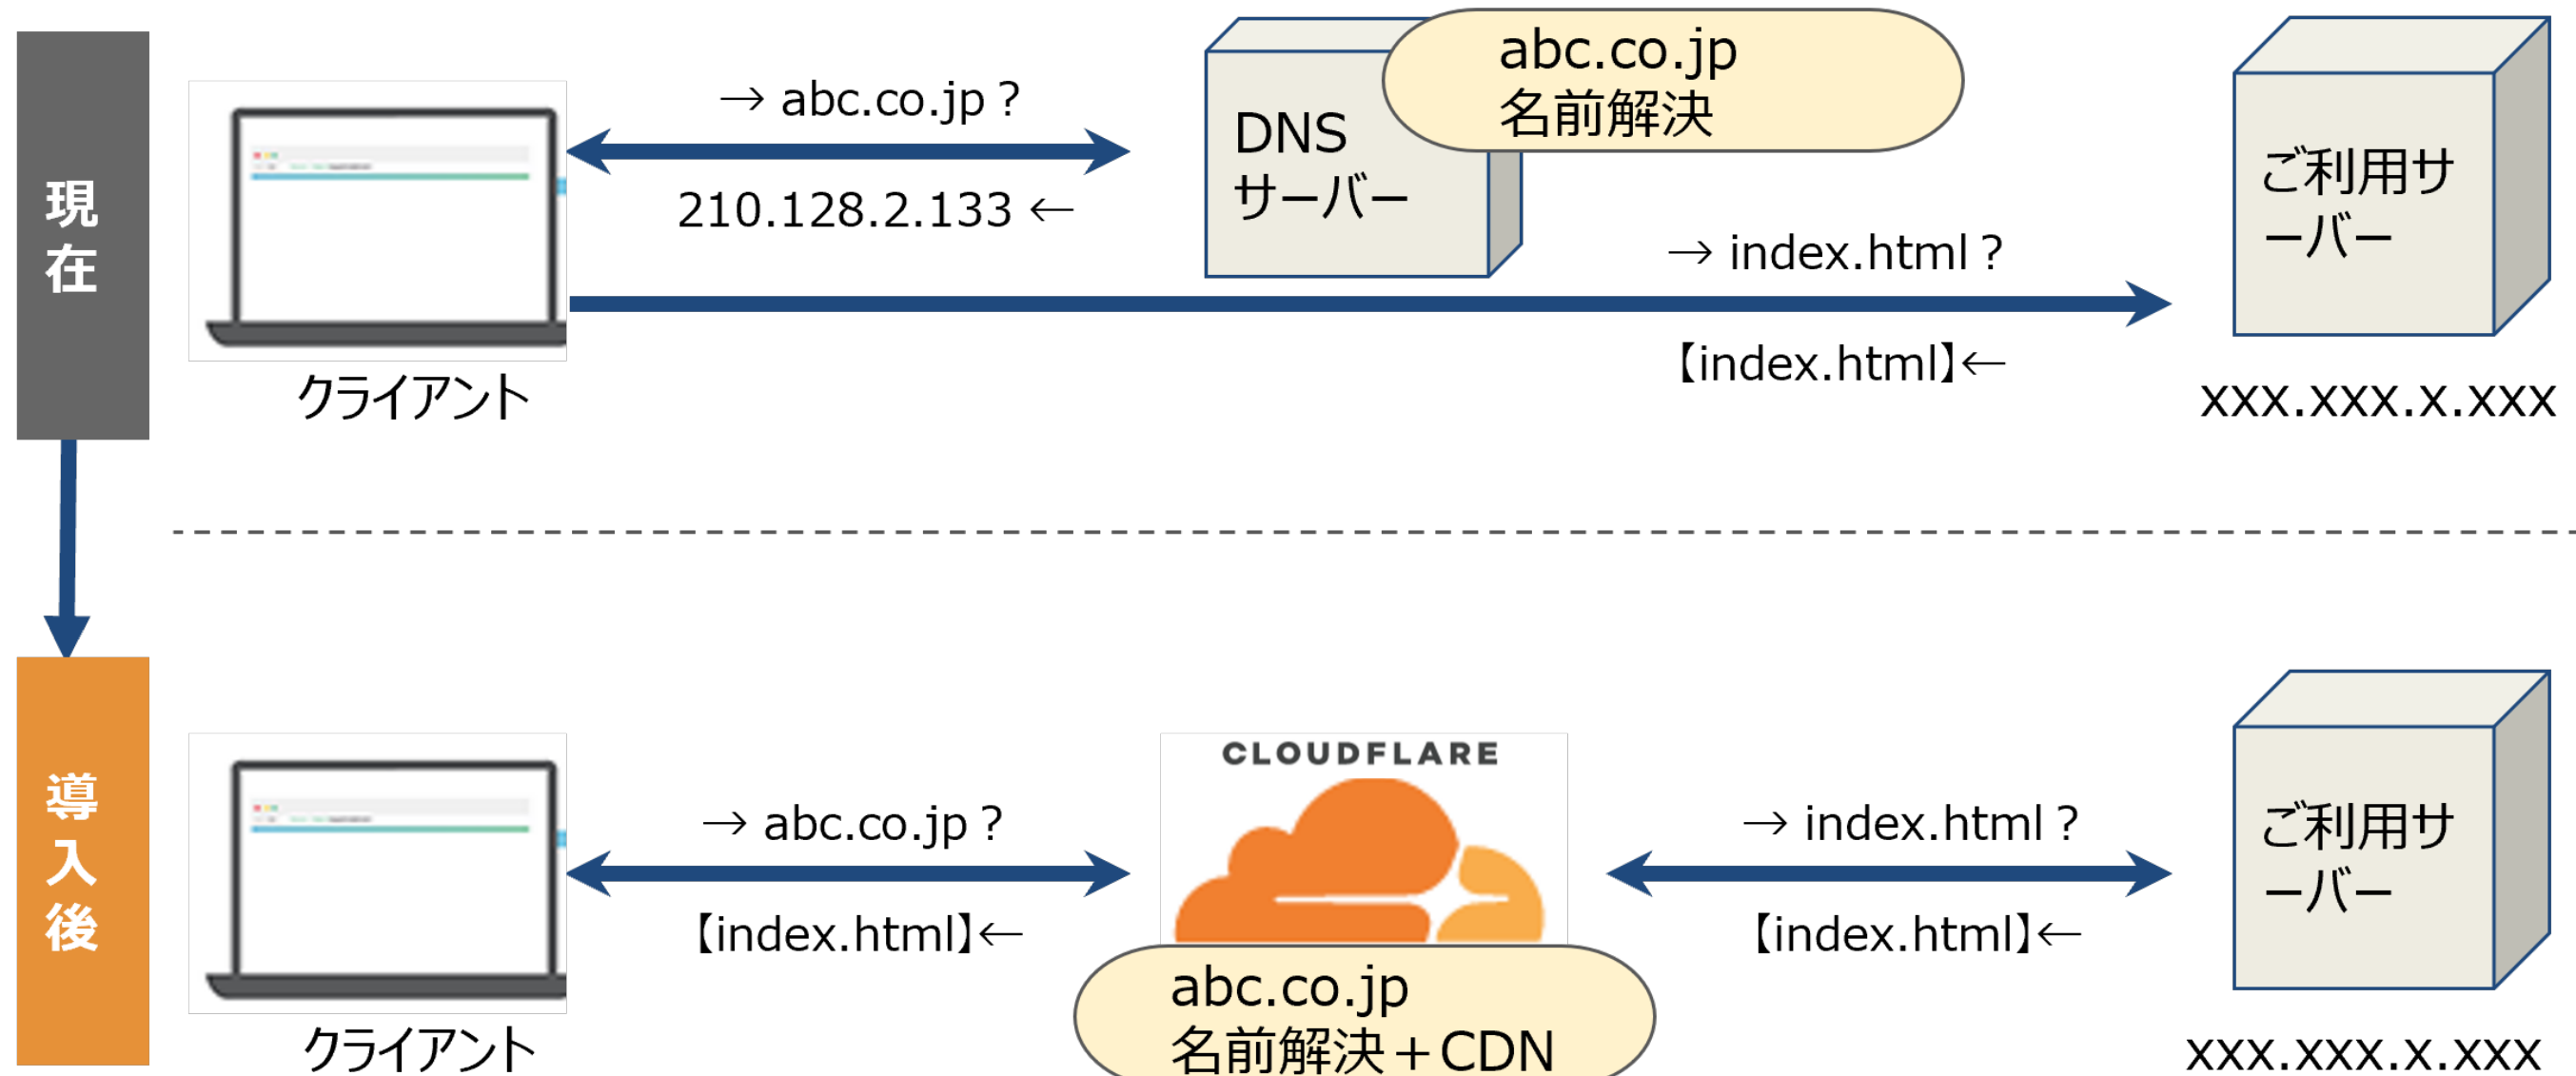 現在
→ abc.co.jp？
210.128.2.133 ←
クライアント
DNS
サーバー
abc.co.jp
名前解決
→ index.html？
【index.html】←
ご利用サ
ーバー
xxx.xxx.x.xxx
導入後
→ abc.co.jp？
【index.html】←
クライアント
CLOUDFLARE
abc.co.jp
名前解決＋CDN
→ index.html？
【index.html】←
ご利用サ
ーバー
xxx.xxx.x.xxx